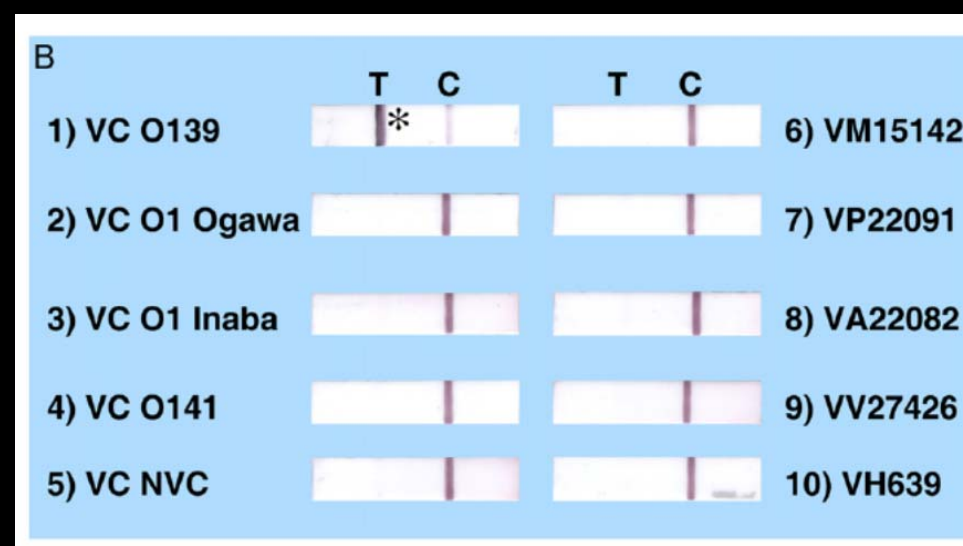 B
T C T C
1) VC O139 * 6) VM15142
2) VC O1 Ogawa 7) VP22091
3) VC O1 Inaba 8) VA22082
4) VC O141 9) VV27426
5) VC NVC 10) VH639